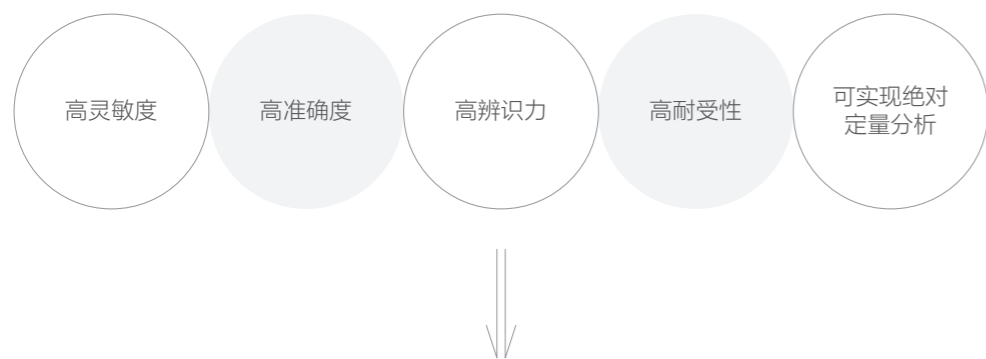 高灵敏度
高准确度
高辨识力
高耐受性
可实现绝对
定量分析